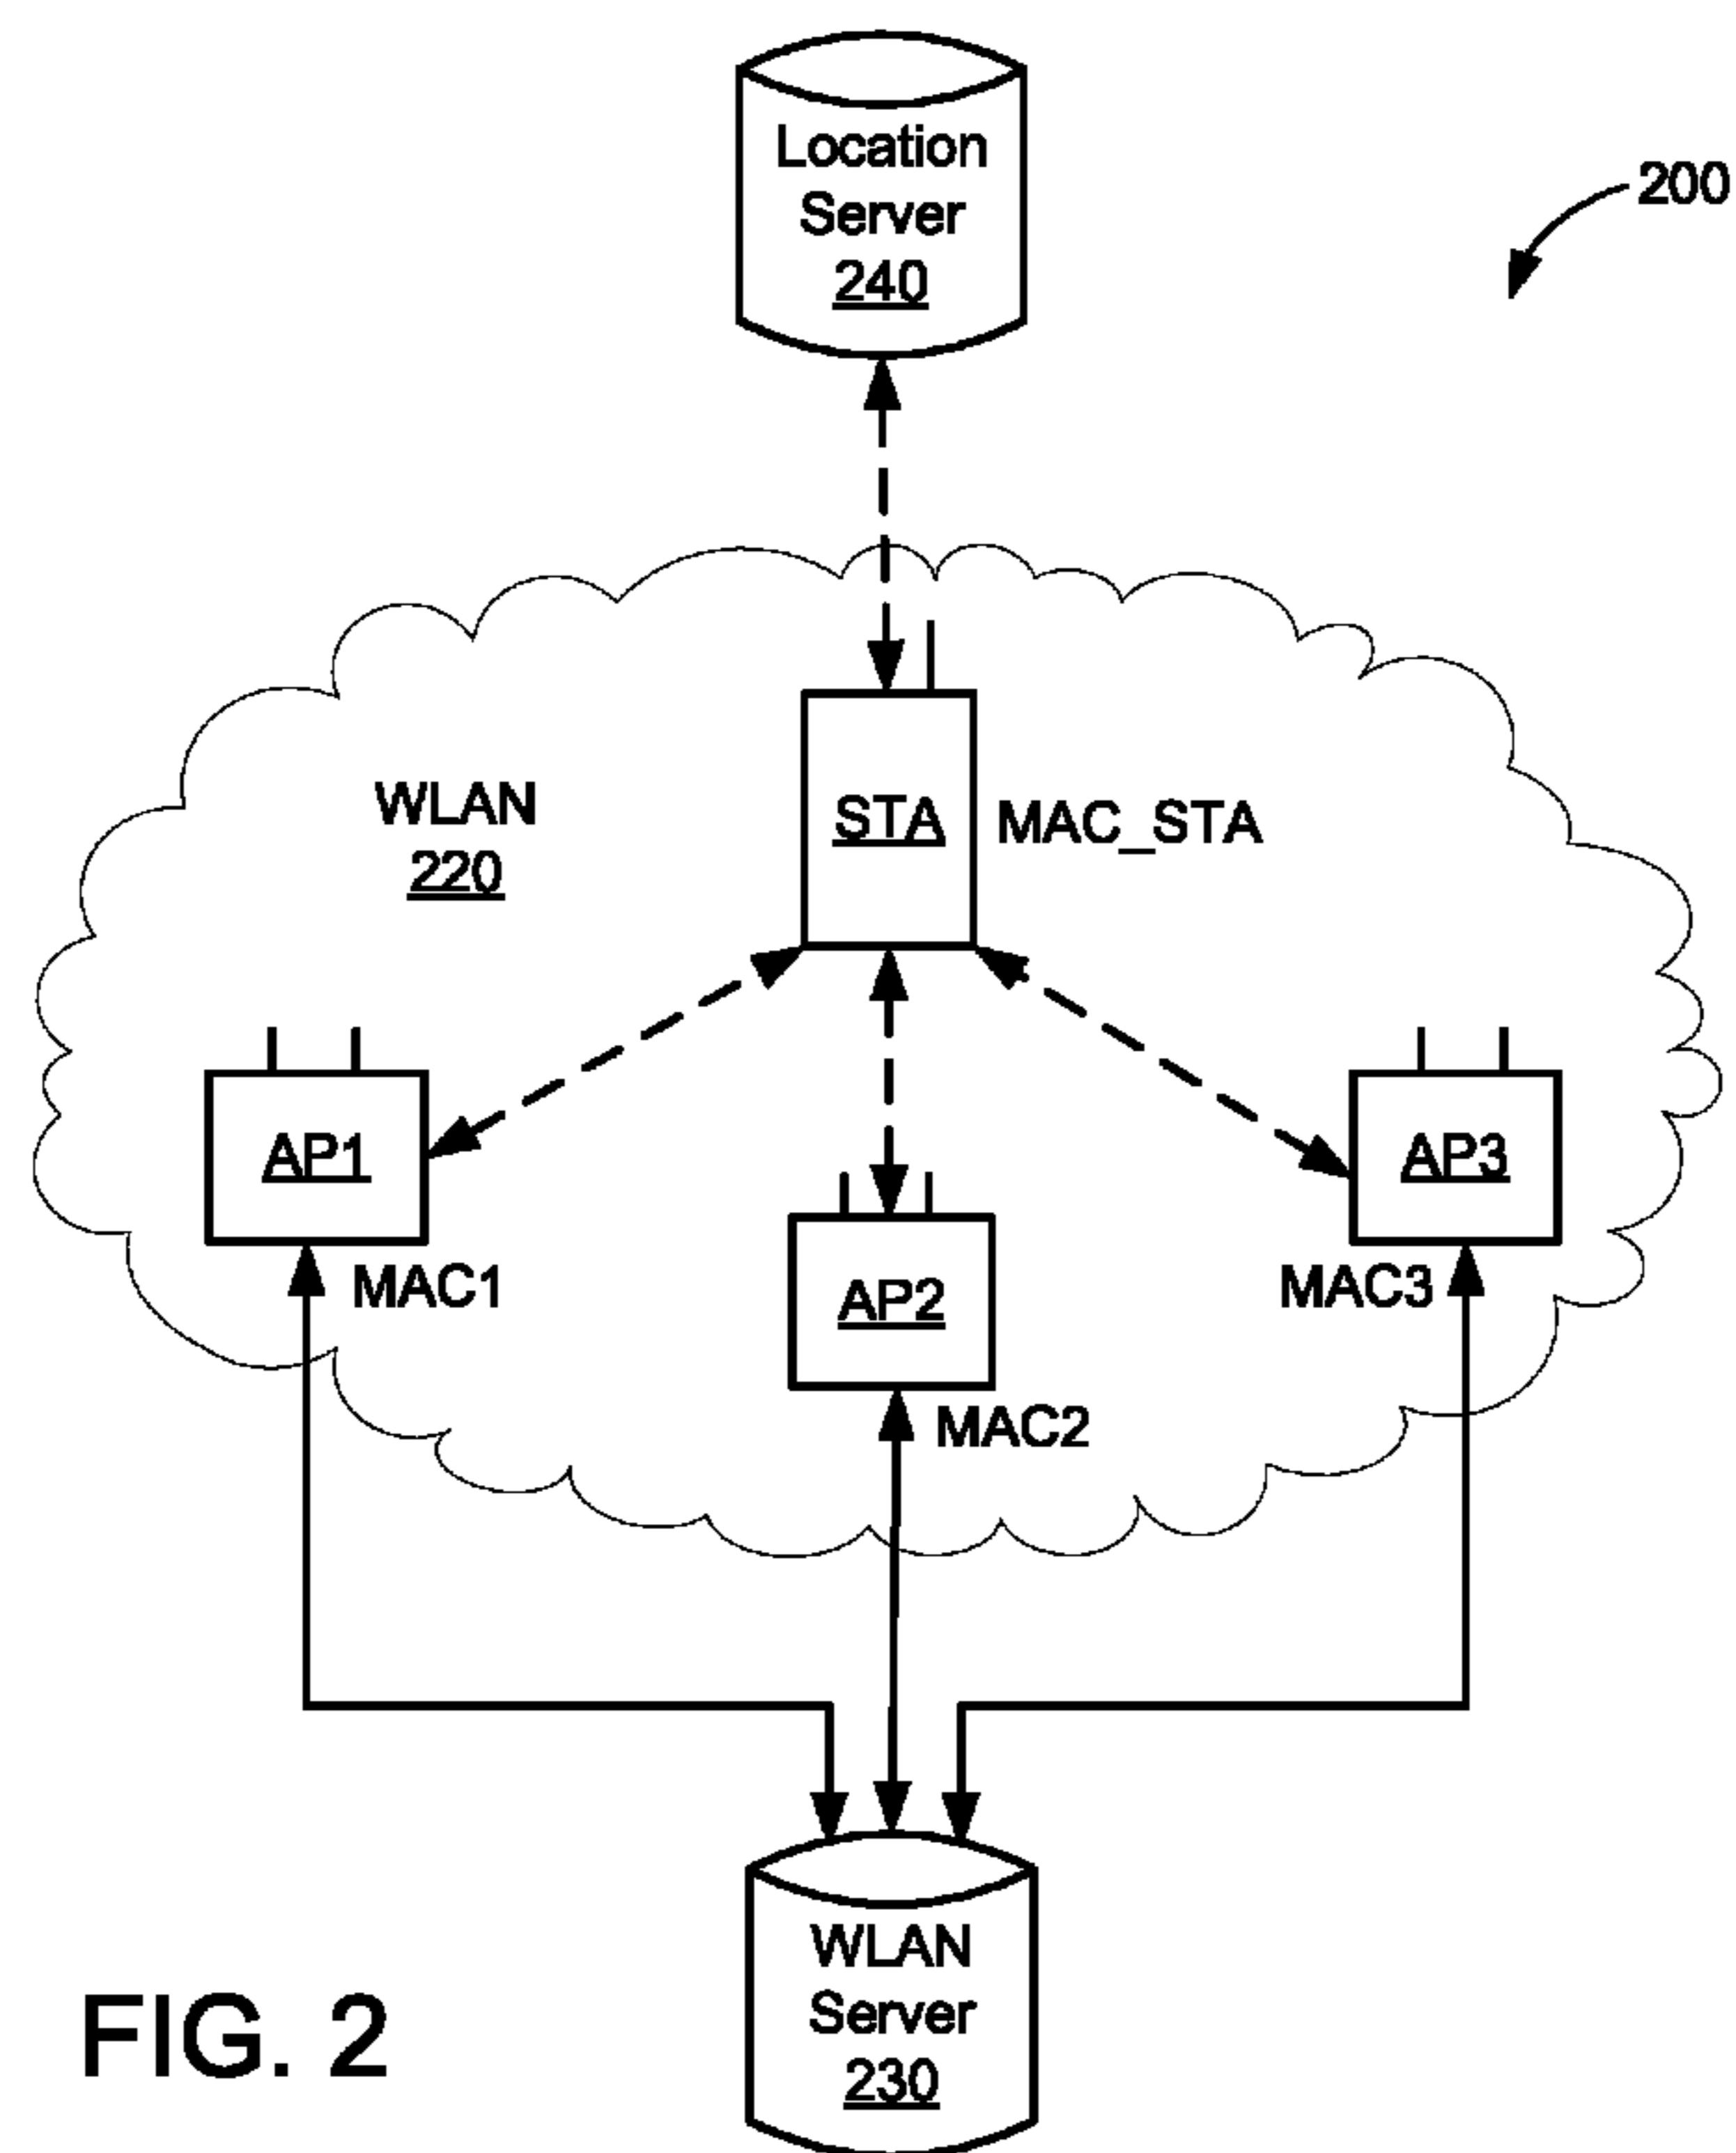 Location
Server
240
200
WLAN
220
STA
MAC_STA
AP1
AP3
MAC1
AP2
MAC3
MAC2
WLAN
Server
230
FIG. 2